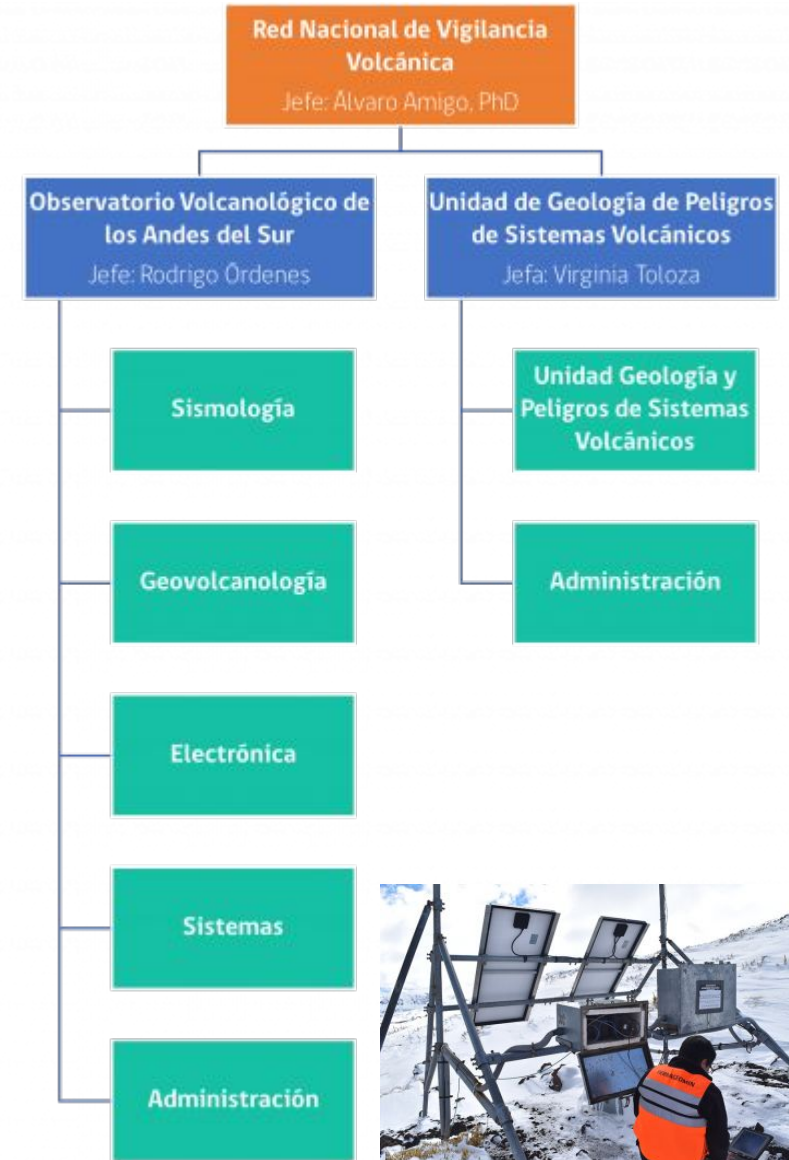 Red Nacional de Vigilancia
Volcánica
Jefe: Álvaro Amigo, PhD
Observatorio Volcanológico de
los Andes del Sur
Jefe: Rodrigo Órdenes
Unidad de Geología de Peligros
de Sistemas Volcánicos
Jefa: Virginia Toloza
Sismología
Unidad Geología y
Peligros de Sistemas
Volcánicos
Geovolcanología
Administración
Electrónica
Sistemas
Administración